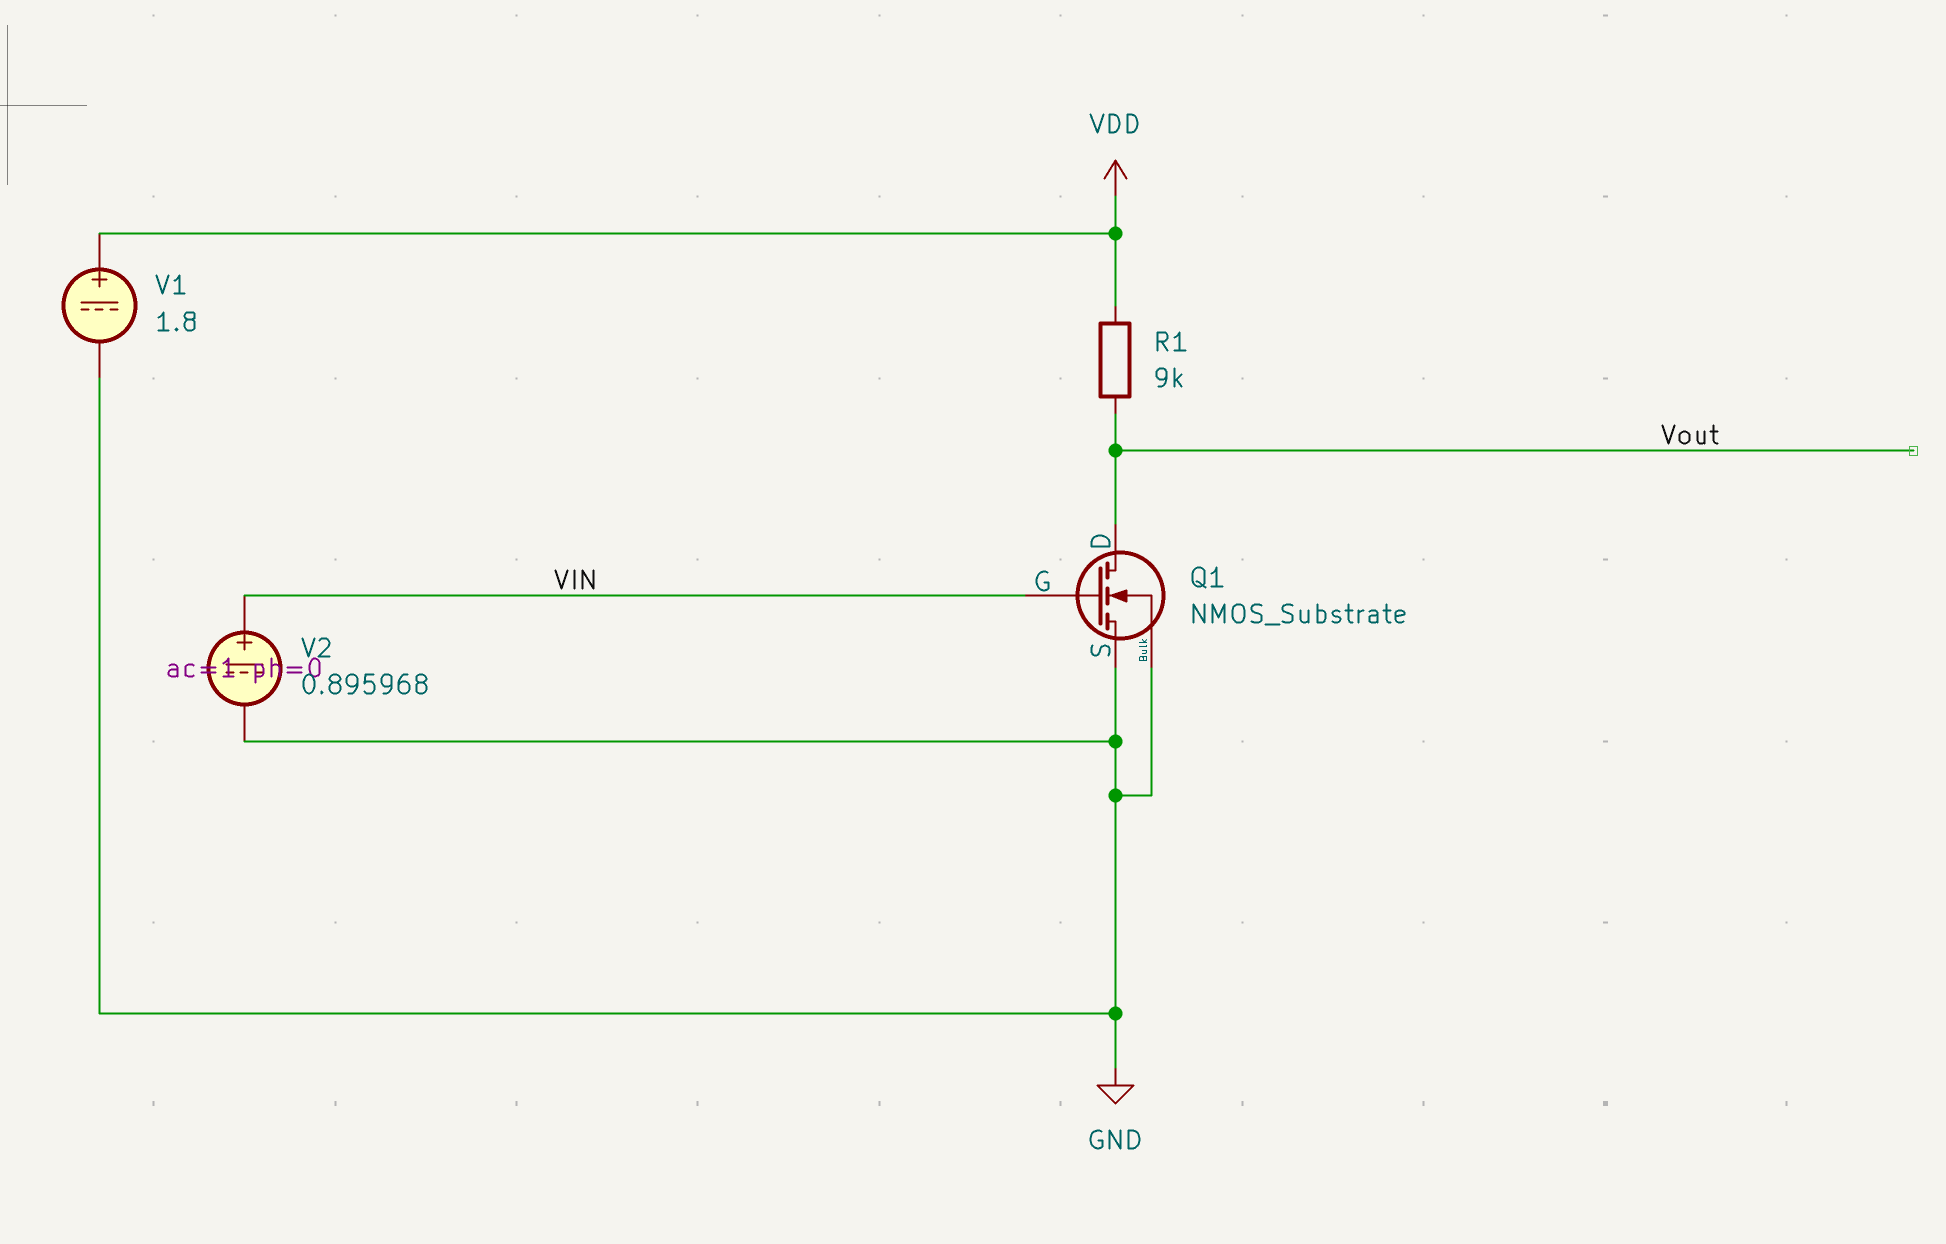 VDD
V1
1.8
R1
9k
Vout
D
VIN
G
Q1
NMOS_Substrate
S
Bulk
V2
ac=1 ph=0
0.895968
GND